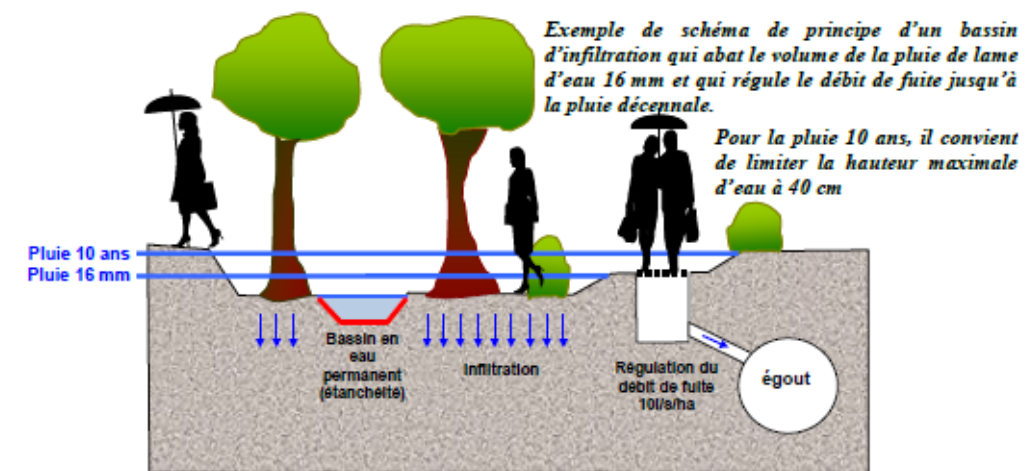 Exemple de schéma de principe d'un bassin
d'infiltration qui abat le volume de la pluie de lame
d'eau 16 mm et qui régule le débit de fuite jusqu'à
la pluie décennale.
Pour la pluie 10 ans, il convient
de limiter la hauteur maximale
d'eau à 40 cm
Pluie 10 ans
Pluie 16 mm
Bassin en
eau
permanent
(étanchéité)
Infiltration
Régulation du
débit de fuite
10l/s/ha
égout